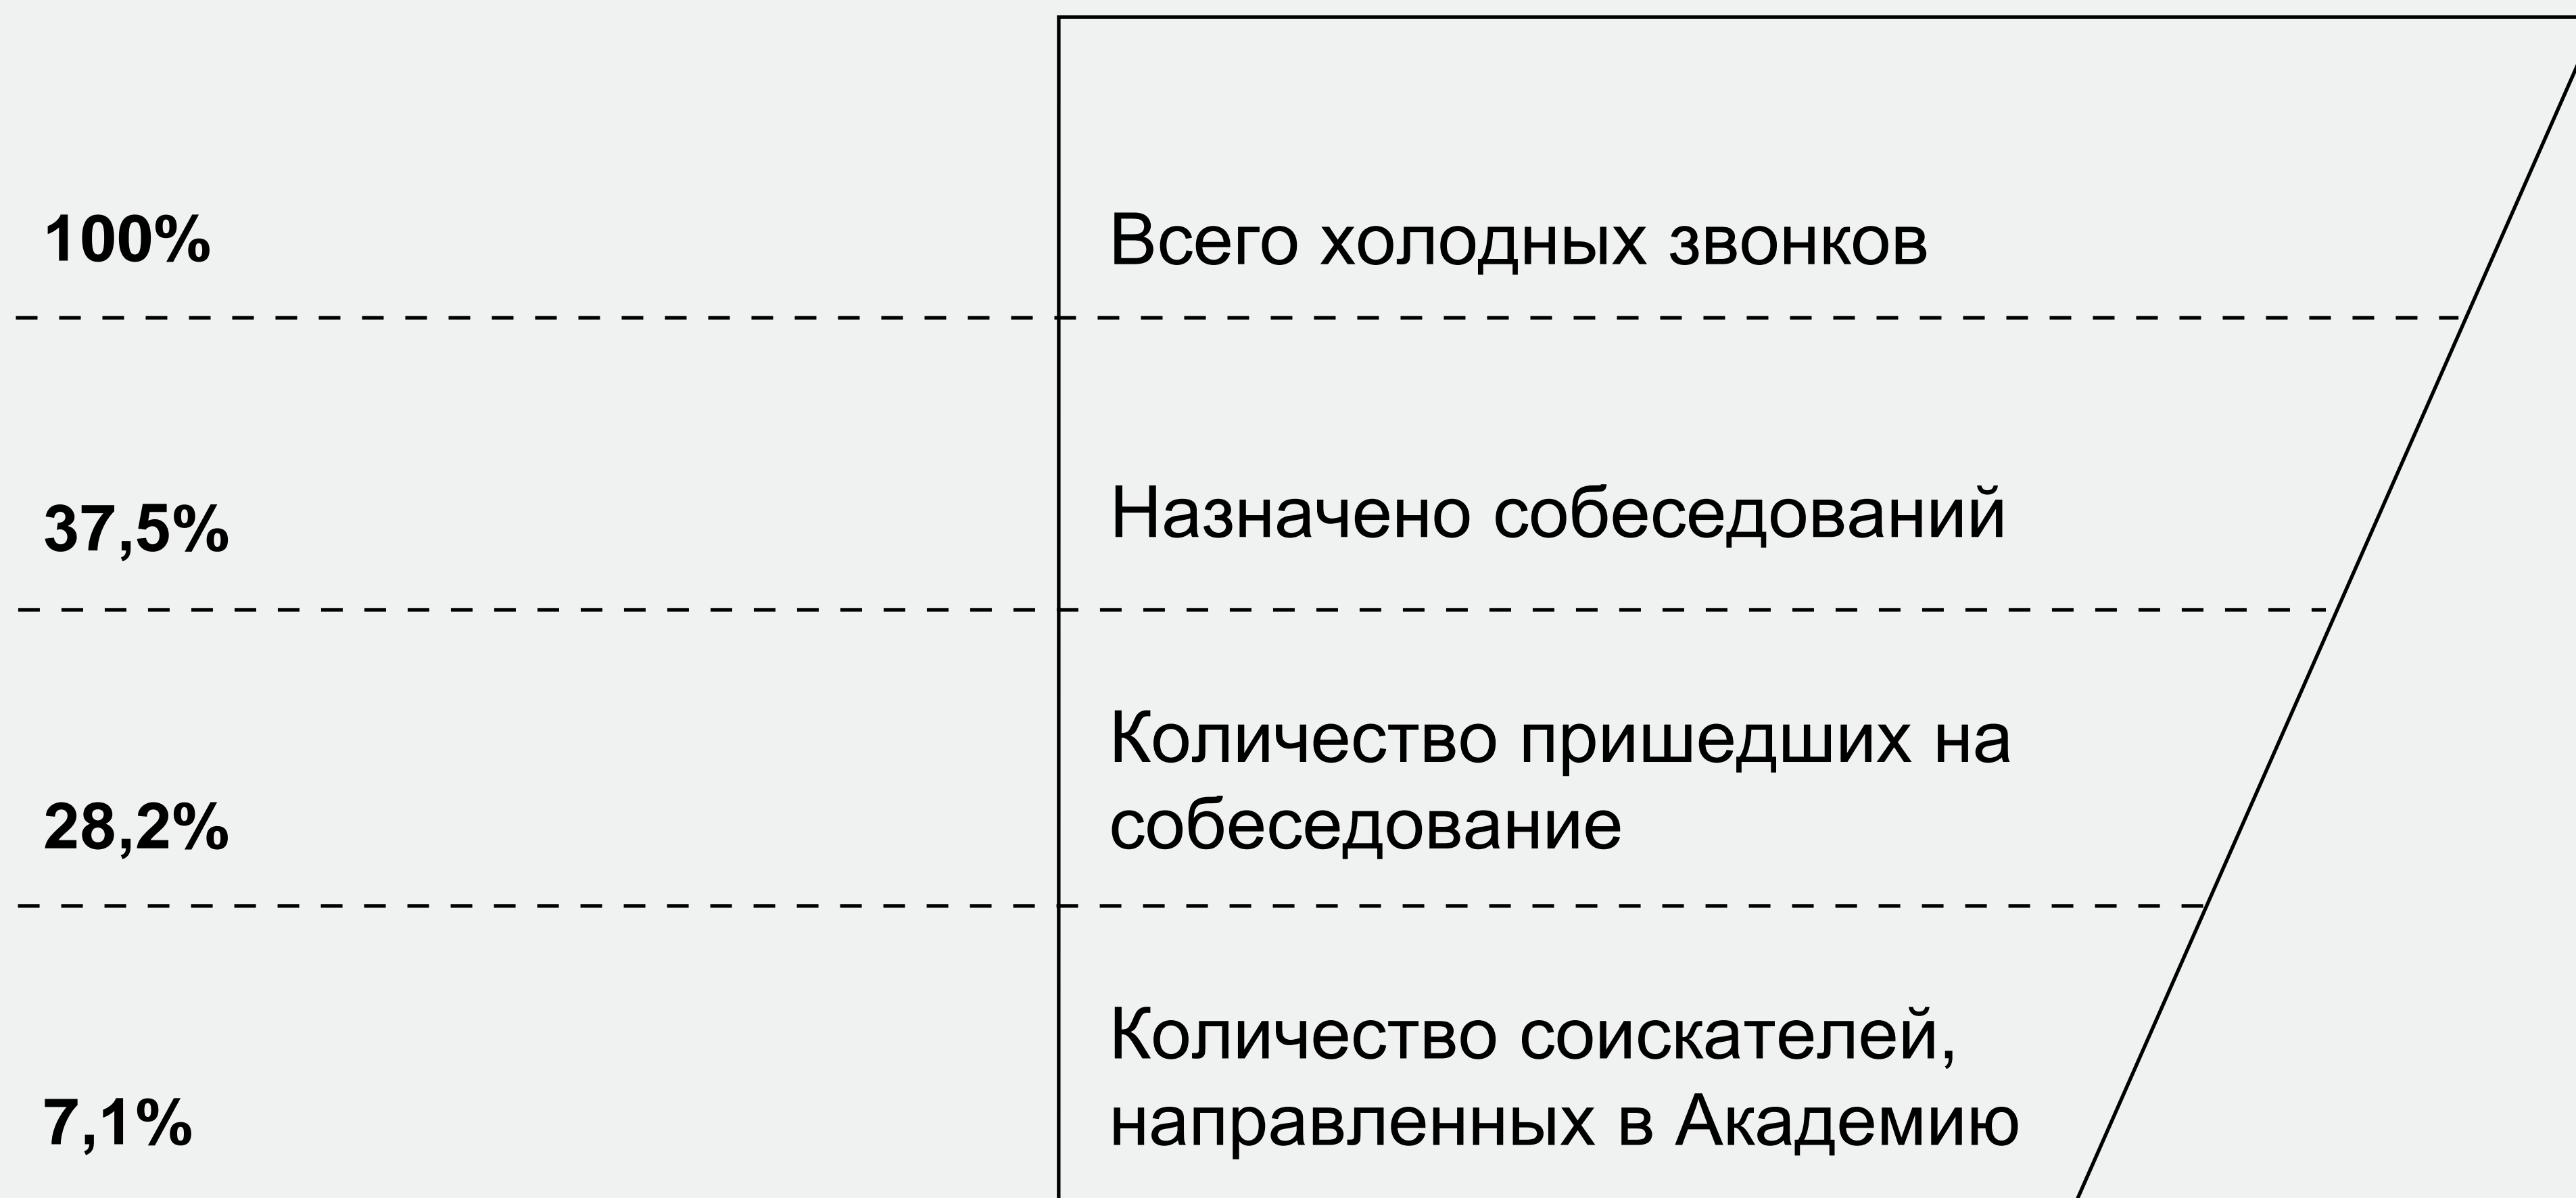 100%
Всего холодных звонков
37,5%
Назначено собеседований
Количество пришедших на
28,2%
собеседование
Количество соискателей,
7,1%
направленных в Академию